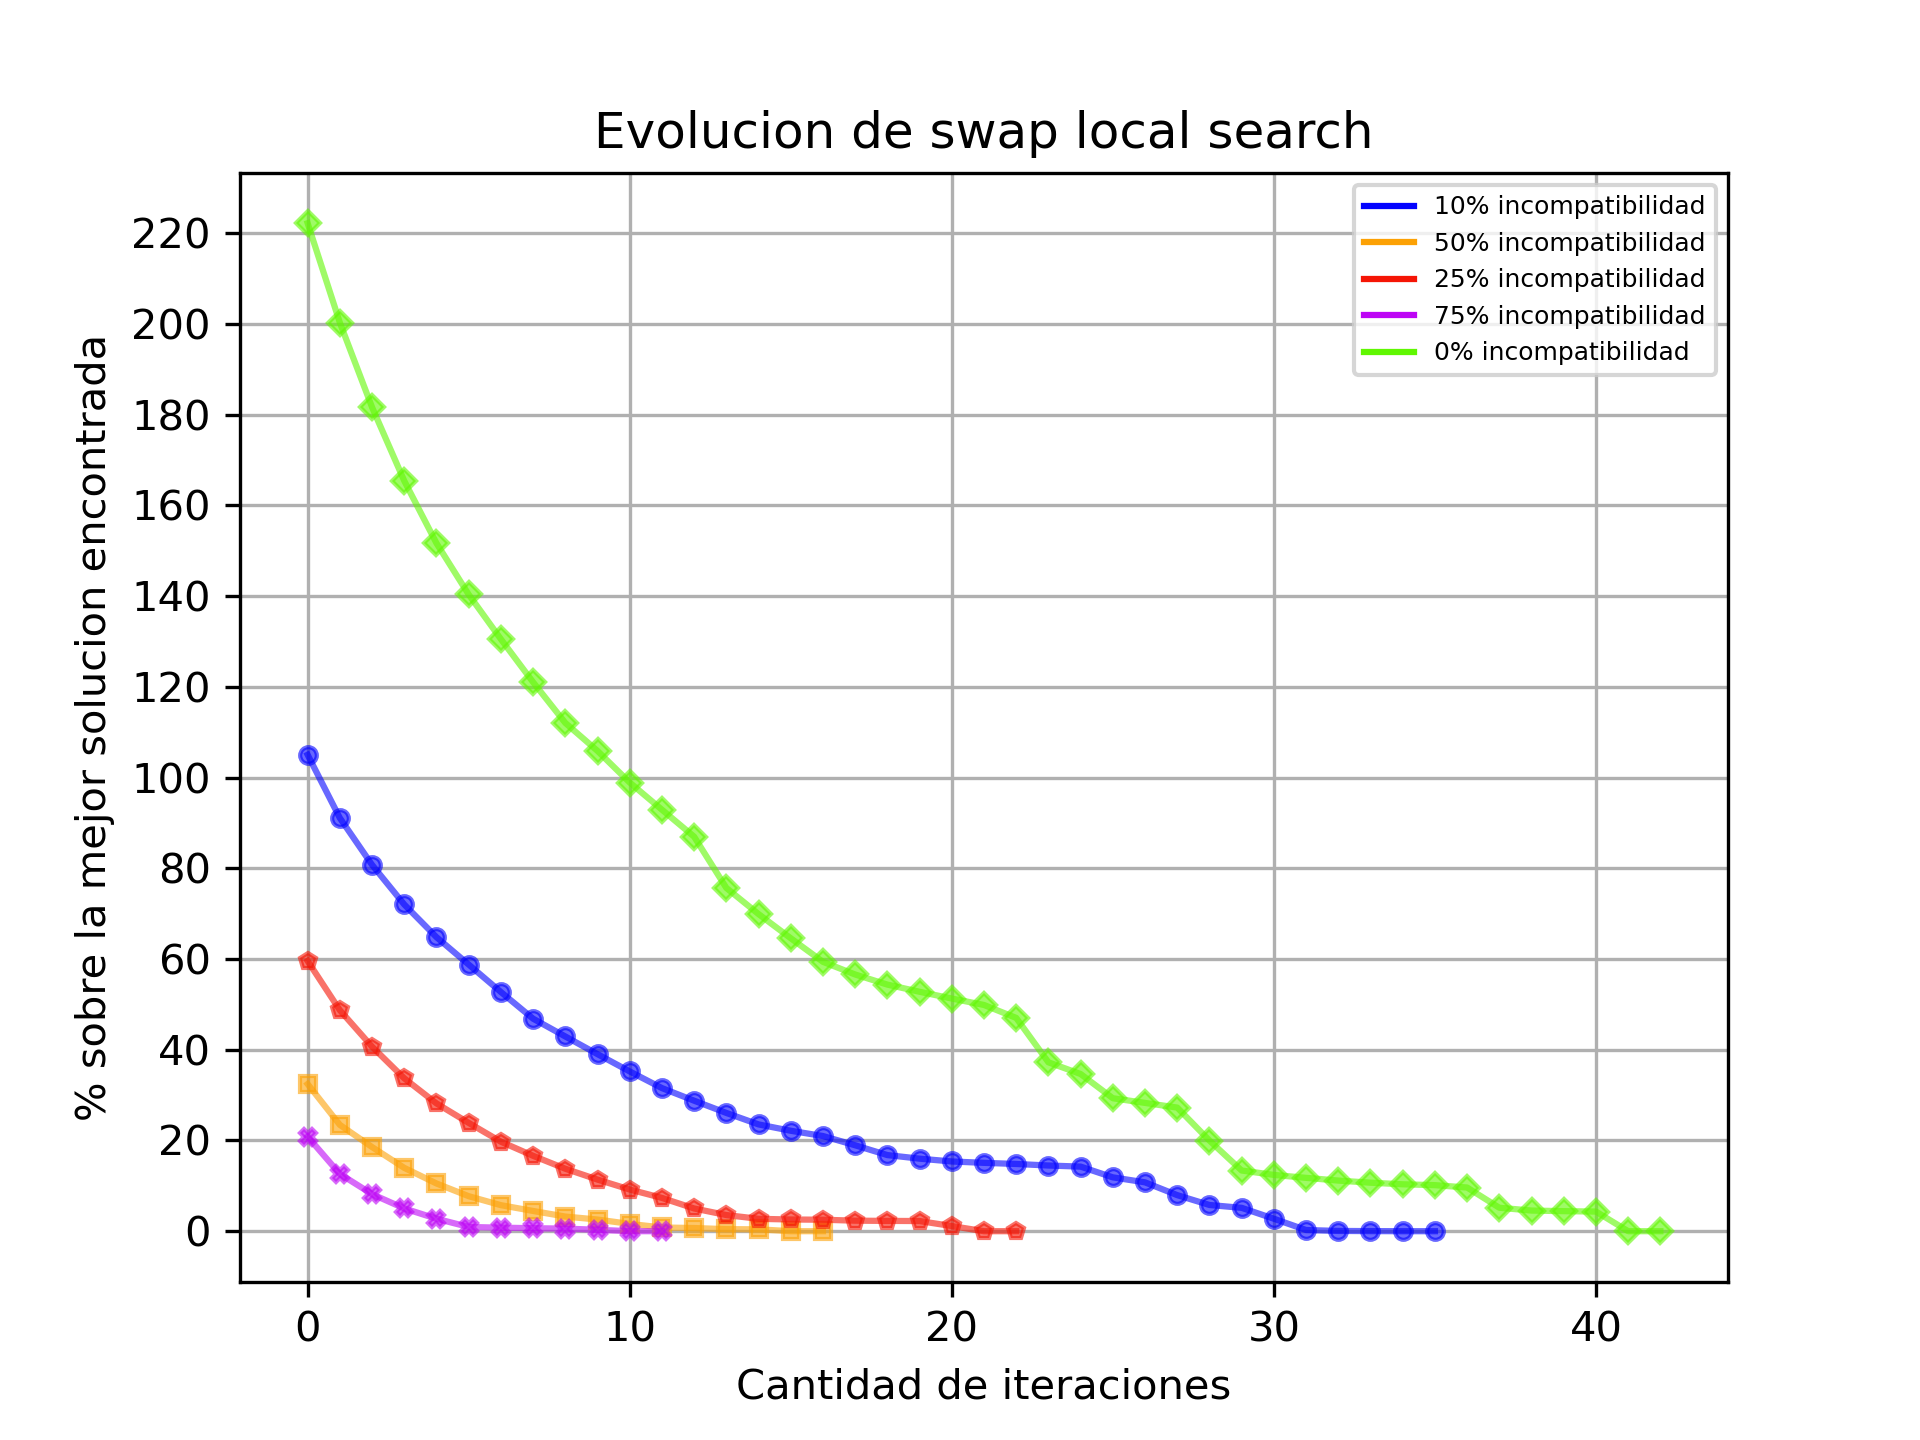 Evolucion de swap local search
10% incompatibilidad
50% incompatibilidad
25% incompatibilidad
75% incompatibilidad
0% incompatibilidad
% sobre la mejor solucion encontrada
220
200
180
160
140
120
100
80
60
40
20
0
0 10 20 30 40
Cantidad de iteraciones